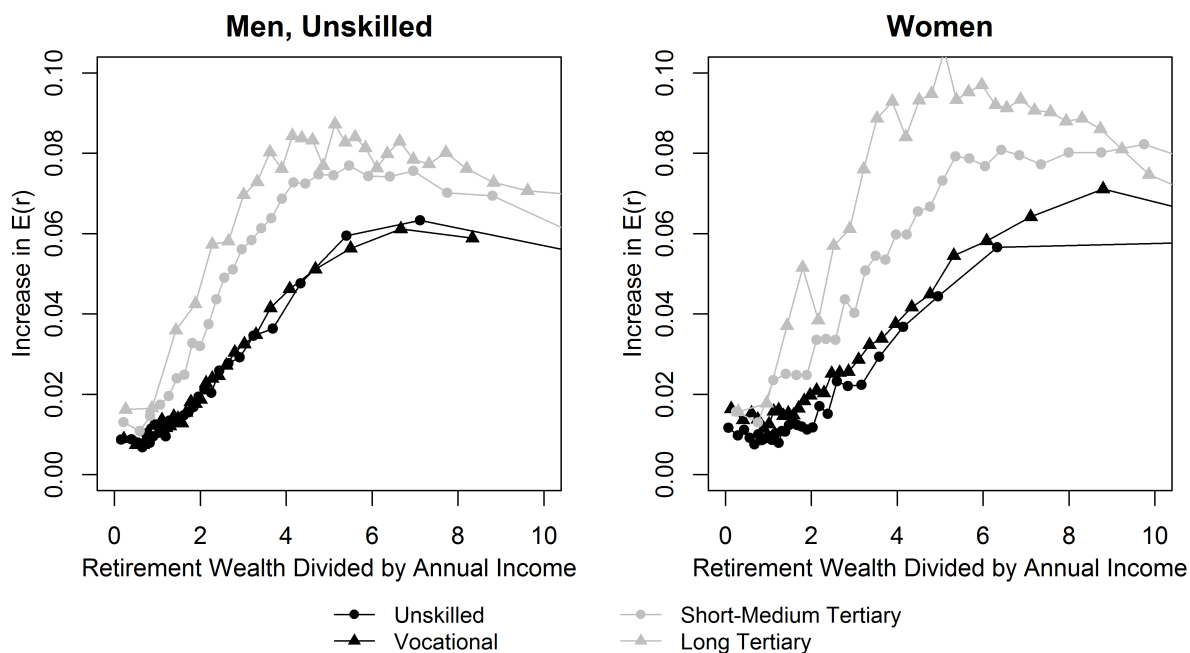 Men, Unskilled
Increase in E(r)
0.10
0.08
0.06
0.04
0.02
0.00
0 2 4 6 8 10
Retirement Wealth Divided by Annual Income
Women
Increase in E(r)
0.10
0.08
0.06
0.04
0.02
0.00
0 2 4 6 8 10
Retirement Wealth Divided by Annual Income
Unskilled
Vocational
Short-Medium Tertiary
Long Tertiary